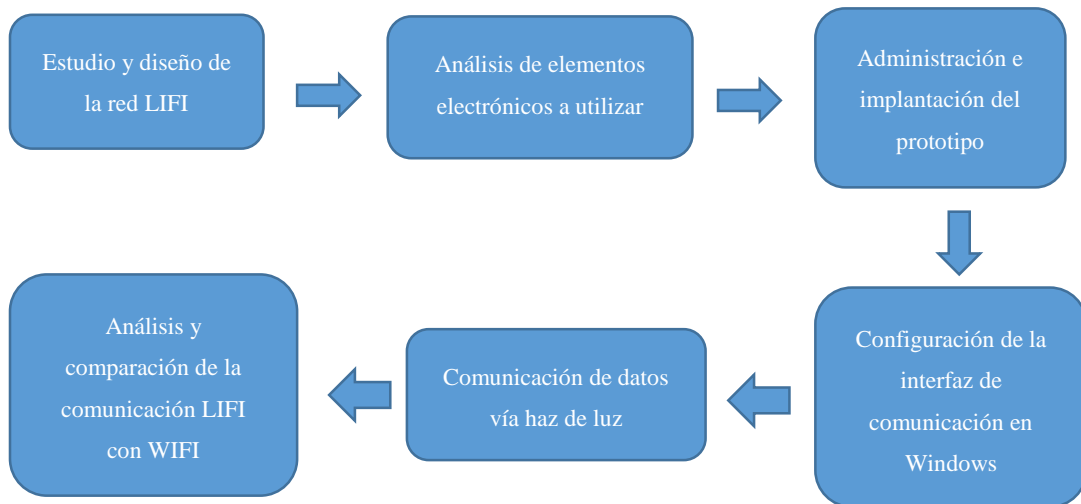 Estudio y diseño de
la red LIFI
Análisis de elementos
electrónicos a utilizar
Administración e
implantación del
prototipo
Configuración de la
interfaz de
comunicación en
Windows
Comunicación de datos
vía haz de luz
Análisis y
comparación de la
comunicación LIFI
con WIFI